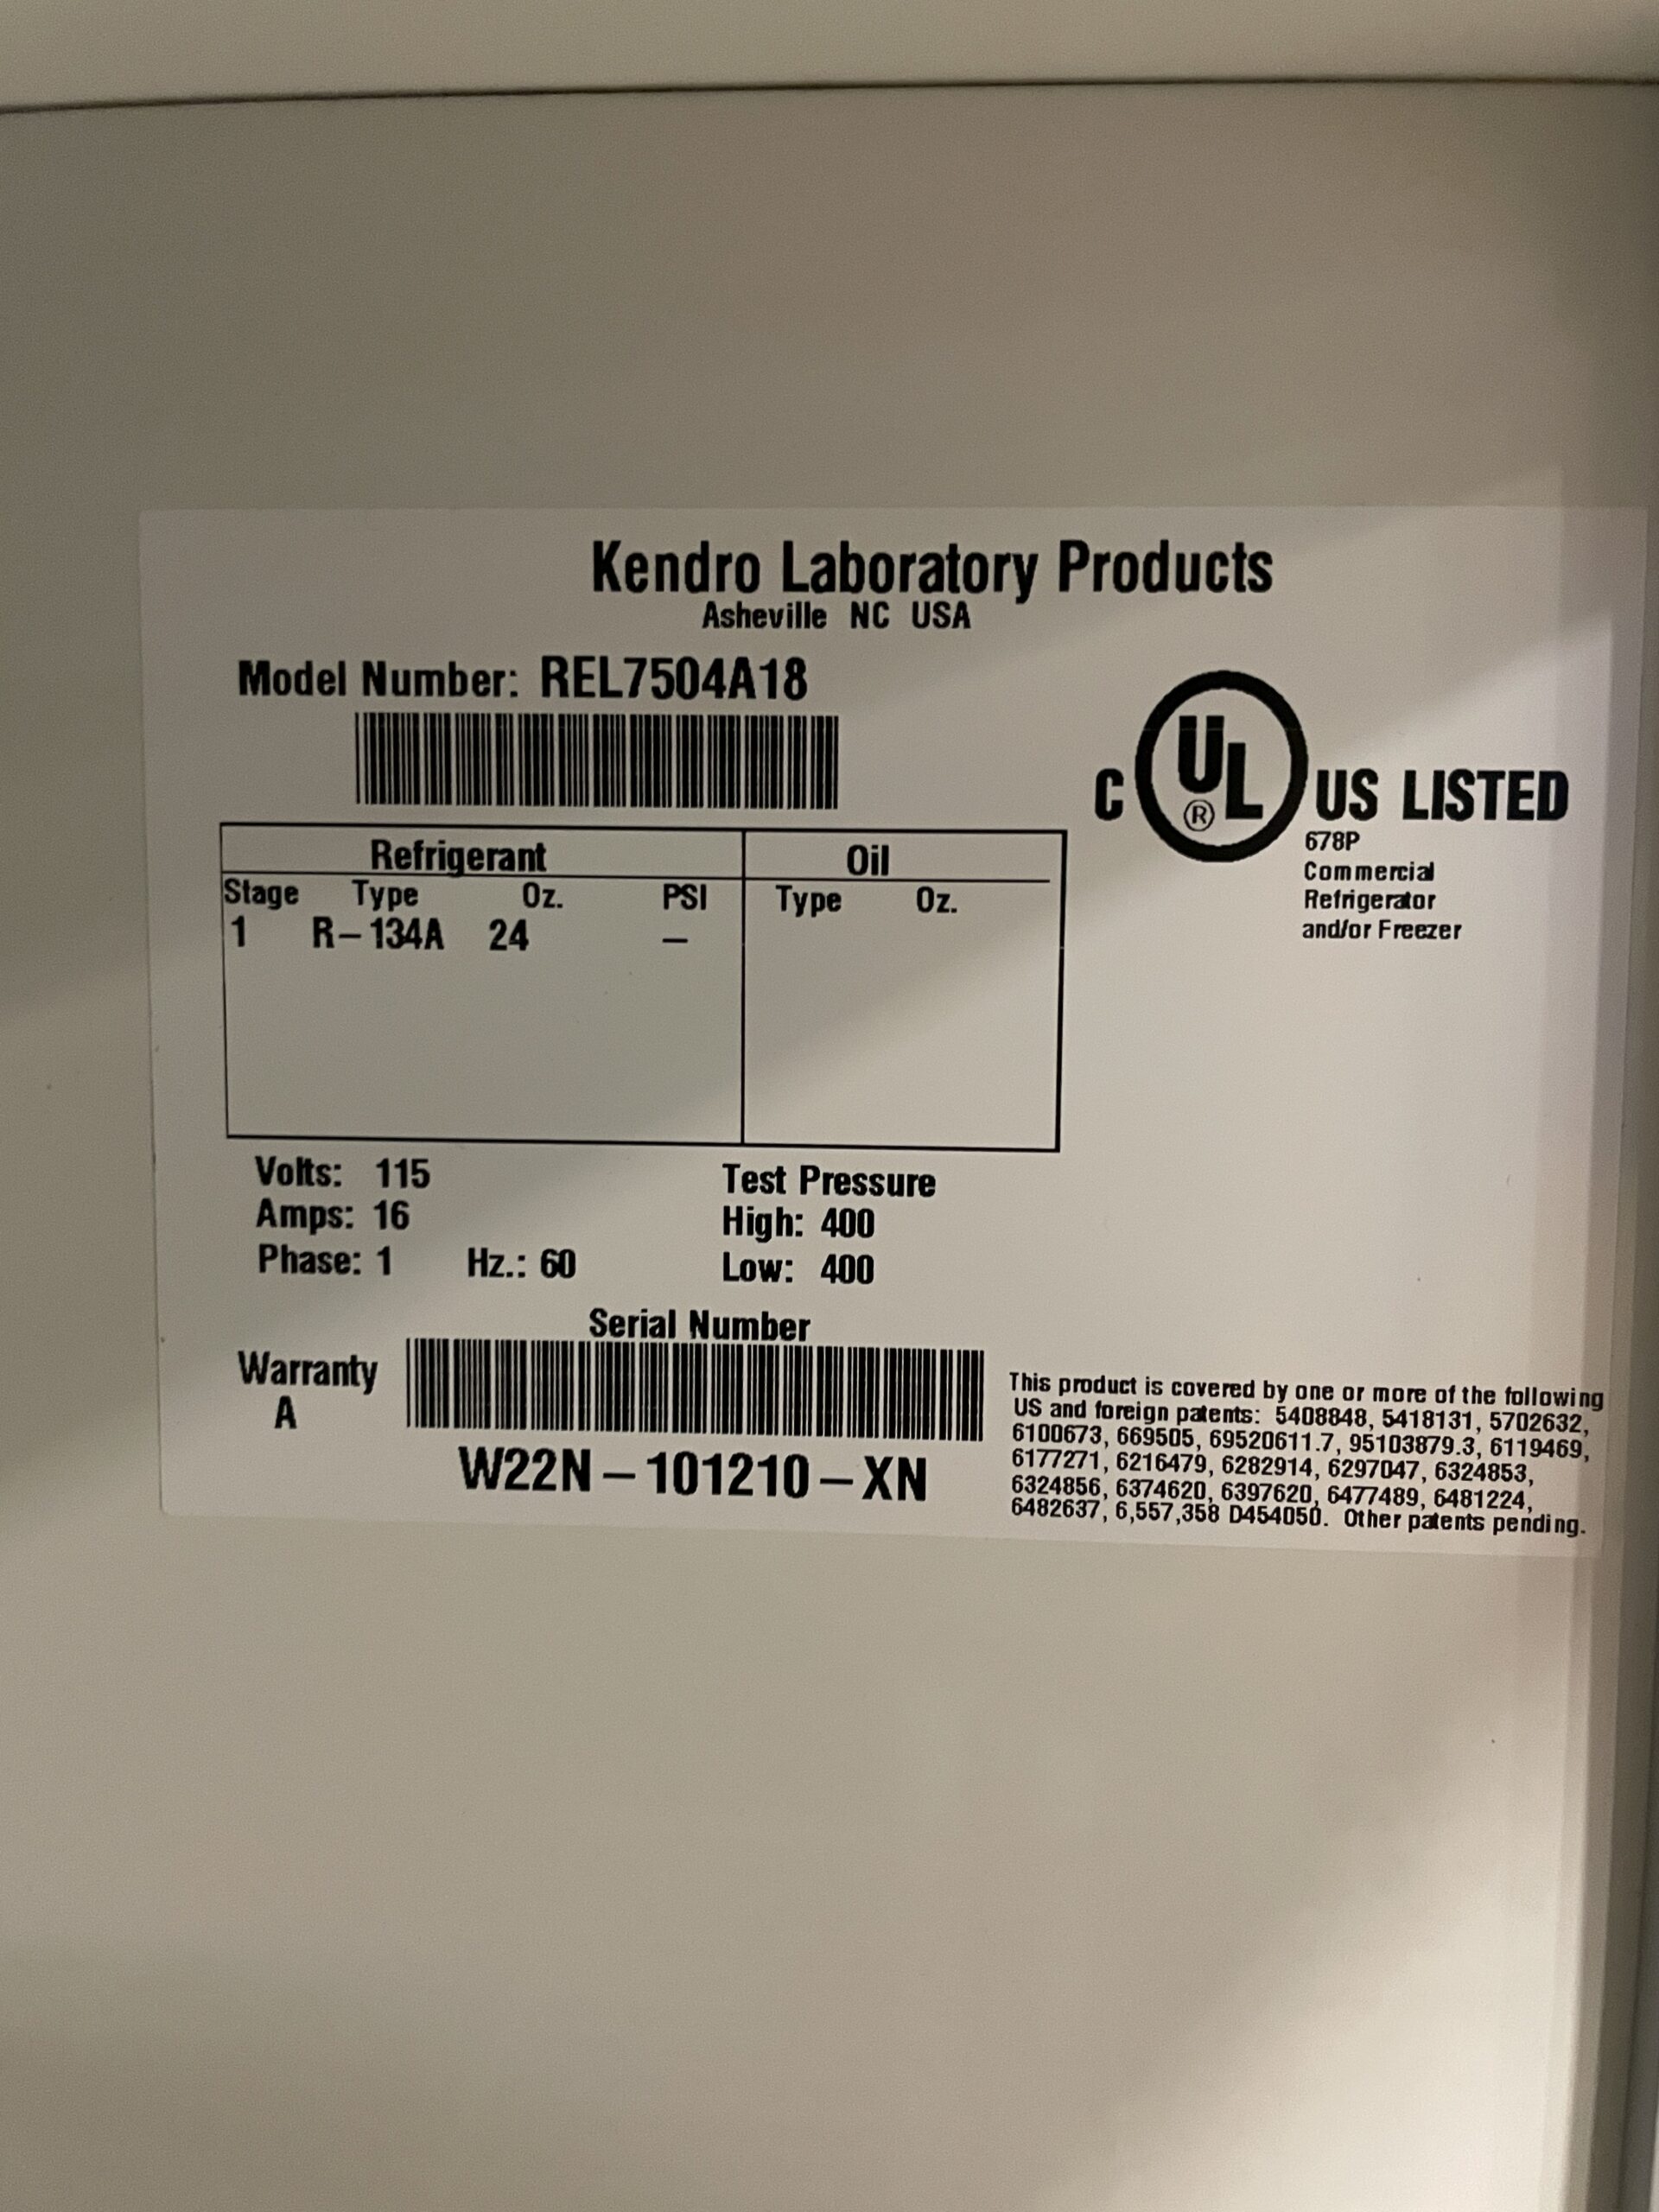 Kendro Laboratory Products
Asheville NC USA
Model Number: REL7504A18
C UL ® US LISTED
678P
Commercial
Refrigerator
and/or Freezer
Refrigerant Oil
Stage Type Oz. PSI Type Oz.
1 R-134A 24 –
Volts: 115
Amps: 16
Phase: 1 Hz.: 60
Test Pressure
High: 400
Low: 400
Serial Number
Warranty
A
W22N-101210-XN
This product is covered by one or more of the following
US and foreign patents: 5408848, 5418131, 5702632,
6100673, 669505, 69520611.7, 95103879.3, 6119469,
6177271, 6216479, 6282914, 6297047, 6324853,
6324856, 6374620, 6397620, 6477489, 6481224,
6482637, 6,557,358 D454050. Other patents pending.